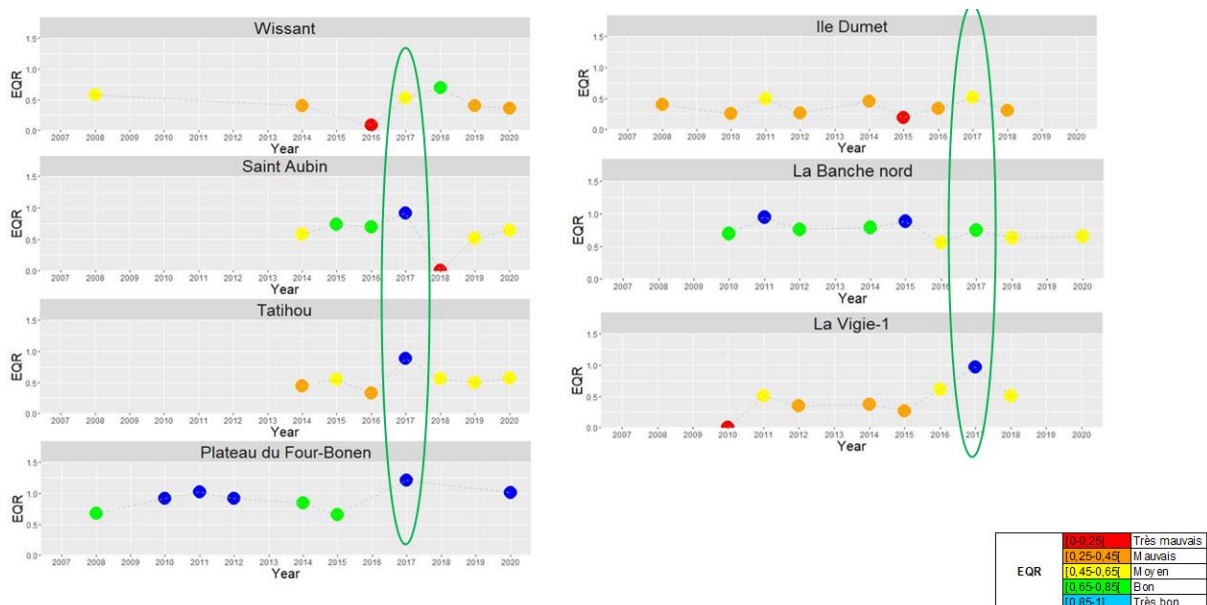 Wissant
1.5
1.0
0.5
0.0
EQR
2007 2008 2009 2010 2011 2012 2013 2014 2015 2016 2017 2018 2019 2020
Year
Saint Aubin
1.5
1.0
0.5
0.0
EQR
2007 2008 2009 2010 2011 2012 2013 2014 2015 2016 2017 2018 2019 2020
Year
Tatihou
1.5
1.0
0.5
0.0
EQR
2007 2008 2009 2010 2011 2012 2013 2014 2015 2016 2017 2018 2019 2020
Year
Plateau du Four-Bonen
1.5
1.0
0.5
0.0
EQR
2007 2008 2009 2010 2011 2012 2013 2014 2015 2016 2017 2018 2019 2020
Year
Ile Dumet
1.5
1.0
0.5
0.0
EQR
2007 2008 2009 2010 2011 2012 2013 2014 2015 2016 2017 2018 2019 2020
Year
La Banche nord
1.5
1.0
0.5
0.0
EQR
2007 2008 2009 2010 2011 2012 2013 2014 2015 2016 2017 2018 2019 2020
Year
La Vigie-1
1.5
1.0
0.5
0.0
EQR
2007 2008 2009 2010 2011 2012 2013 2014 2015 2016 2017 2018 2019 2020
Year
EQR
[0-0,25[ Très mauvais
[0,25-0,45[ Mauvais
[0,45-0,65[ Moyen
[0,65-0,85[ Bon
[0,85-1] Très bon